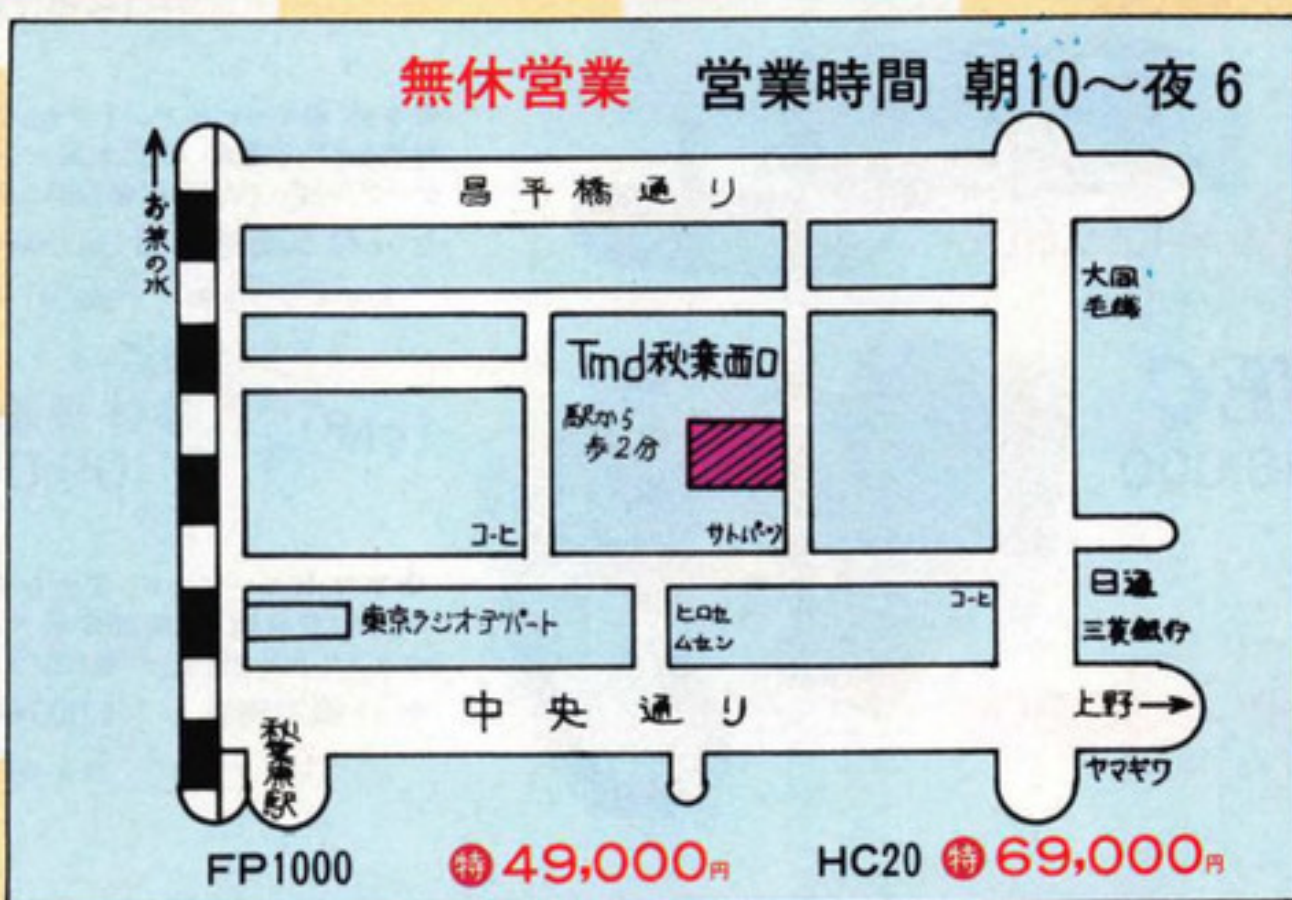 無休営業 営業時間 朝10～夜6
昌平橋通り
↑お茶の水
大同
毛織
Tmd秋葉西口
駅から
歩2分
コーヒ
サトパーツ
日通
三菱銀行
東京ラジオデパート
ヒロセ
ムセン
コーヒ
中央通り
上野→
秋葉原駅
ヤマギワ
FP1000 特49,000円 HC20 特69,000円